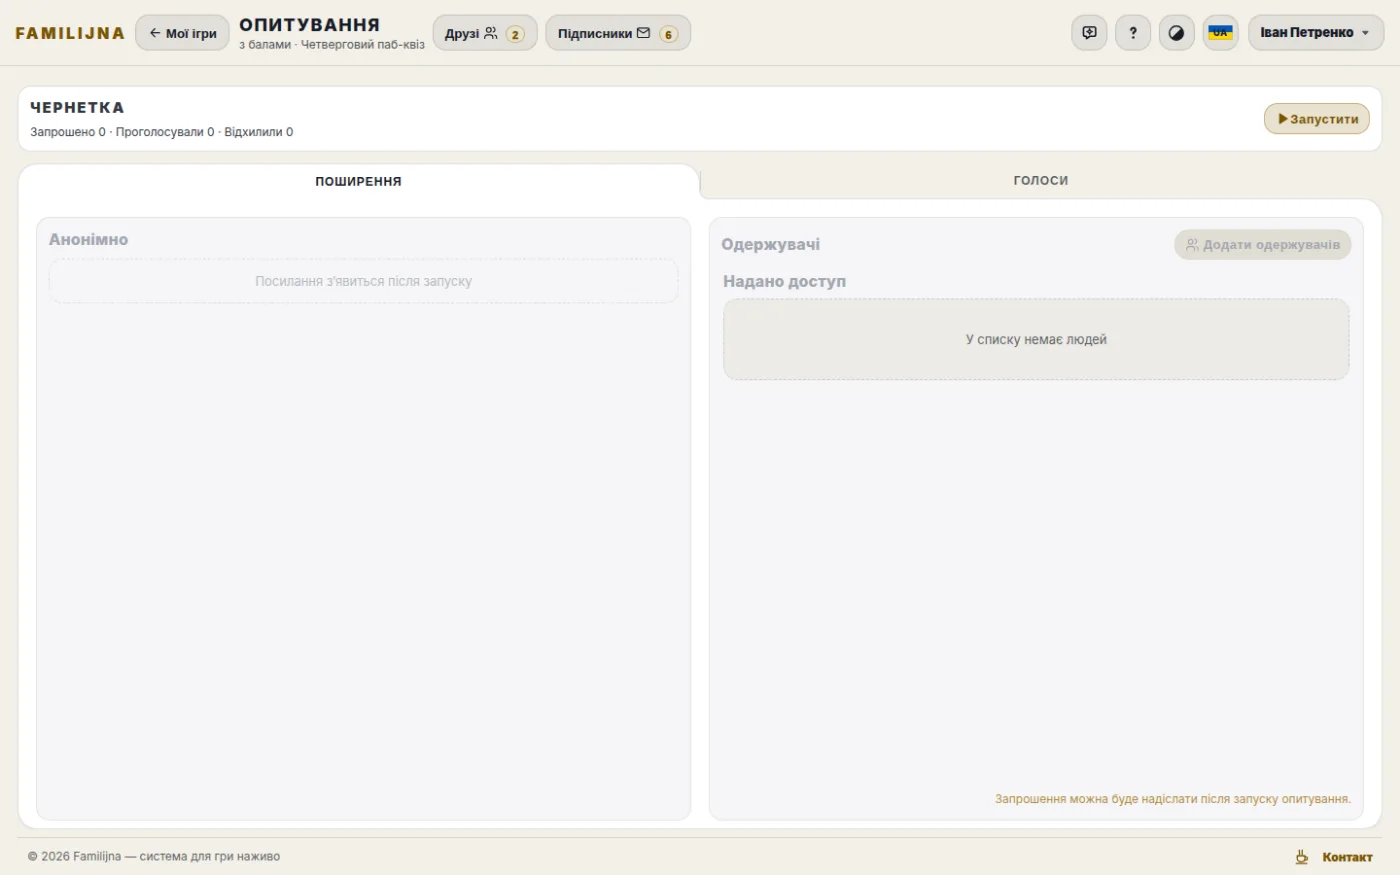 FAMILIJNA
← Мої ігри
ОПИТУВАННЯ
з балами · Четверговий паб-квіз
Друзі 2
Підписники 6
?
UA
Іван Петренко
ЧЕРНЕТКА
Запрошено 0 · Проголосували 0 · Відхилили 0
Запустити
ПОШИРЕННЯ
ГОЛОСИ
Анонімно
Посилання з'явиться після запуску
Одержувачі
Додати одержувачів
Надано доступ
У списку немає людей
Запрошення можна буде надіслати після запуску опитування.
© 2026 Familijna — система для гри наживо
Контакт